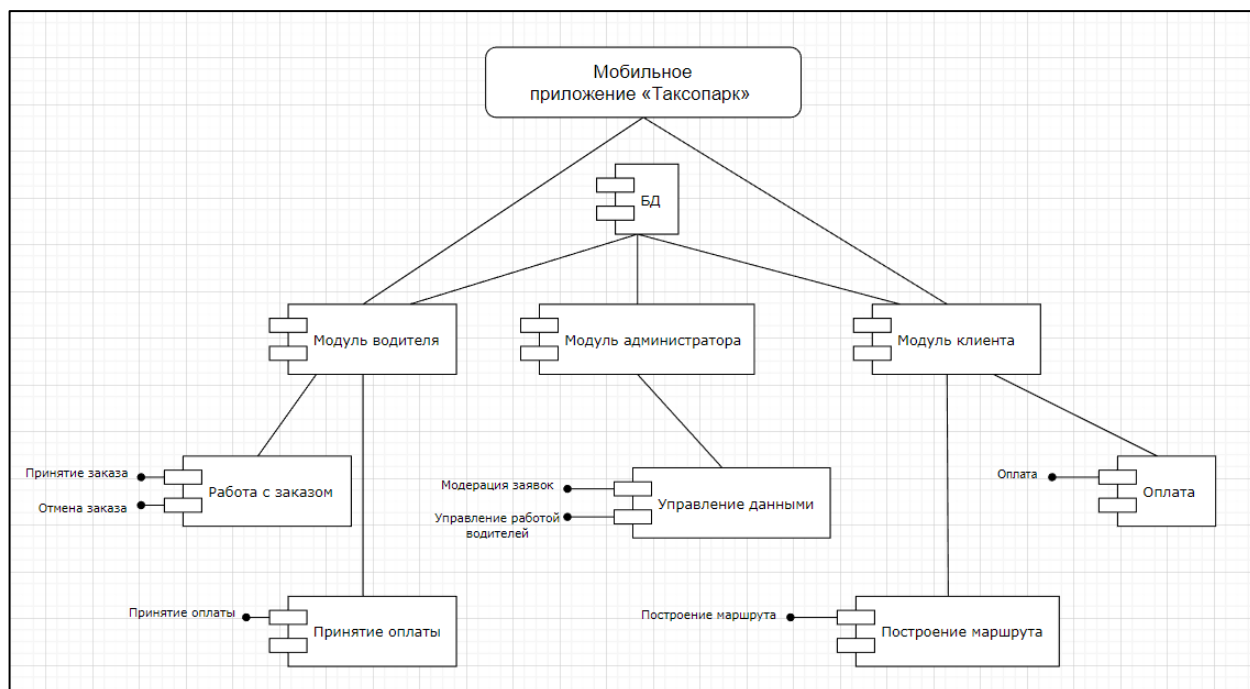 Мобильное
приложение «Таксопарк»
БД
Модуль водителя
Модуль администратора
Модуль клиента
Принятие заказа
Отмена заказа
Работа с заказом
Модерация заявок
Управление работой
водителей
Управление данными
Оплата
Оплата
Принятие оплаты
Принятие оплаты
Построение маршрута
Построение маршрута